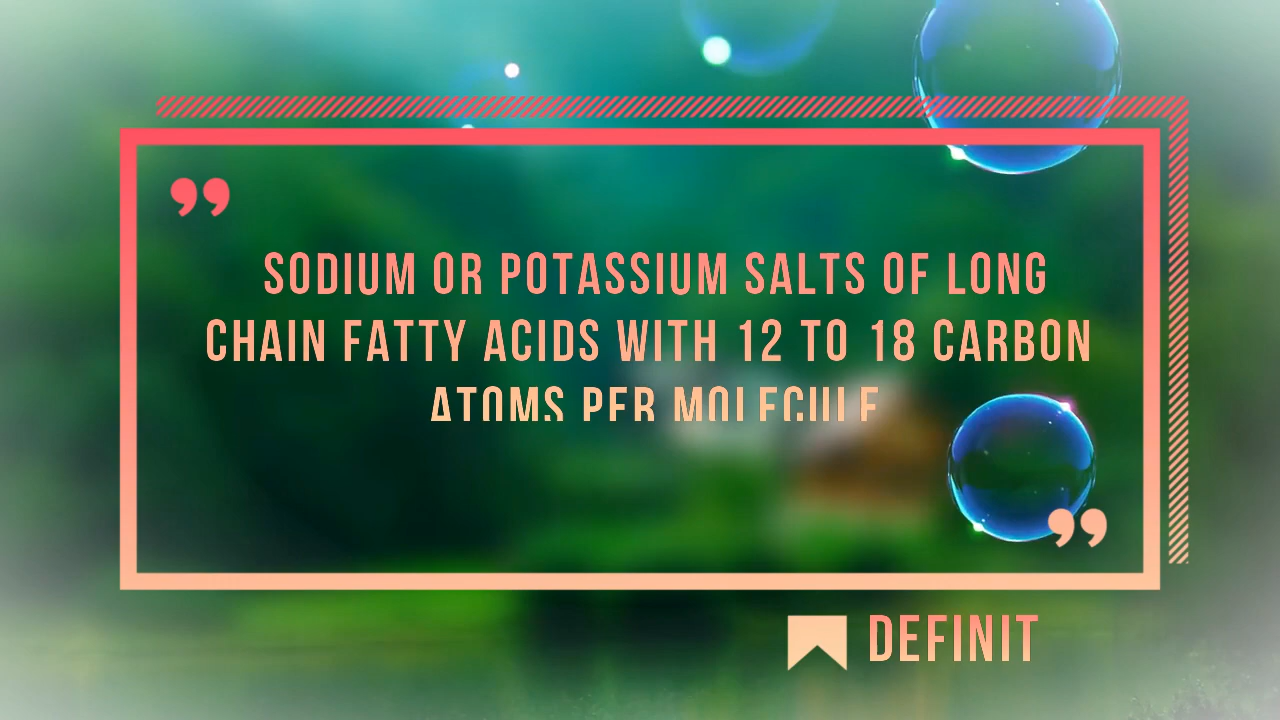 SODIUM OR POTASSIUM SALTS OF LONG
CHAIN FATTY ACIDS WITH 12 TO 18 CARBON
ATOMS PER MOLECULE
DEFINIT